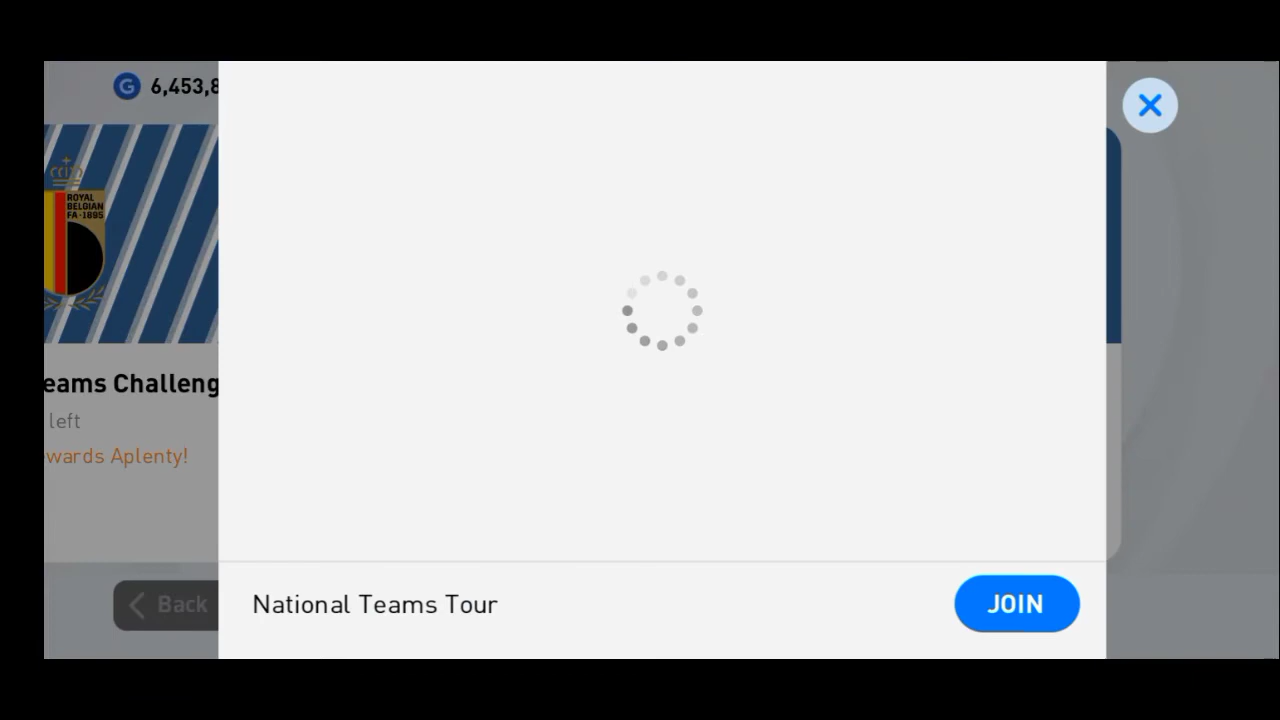 6,453,8
ROYAL
BELGIAN
FA·1895
eams Challeng
left
wards Aplenty!
Back
National Teams Tour
JOIN